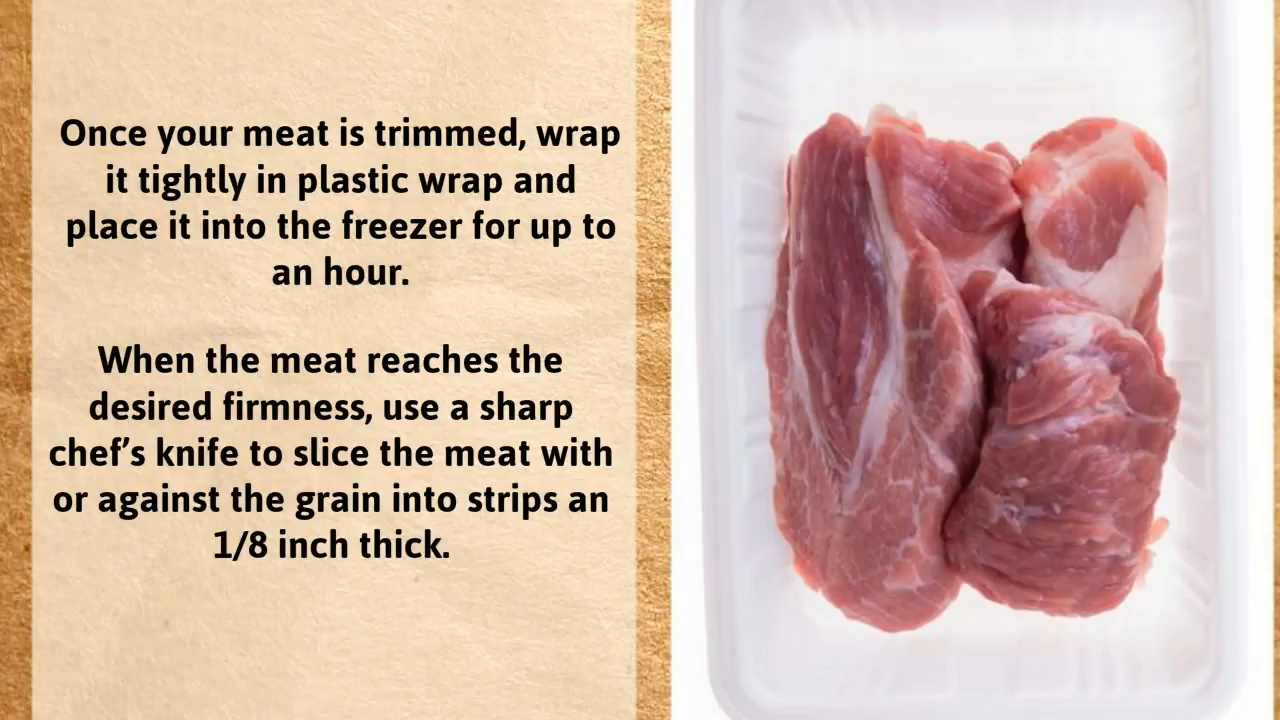 Once your meat is trimmed, wrap
it tightly in plastic wrap and
place it into the freezer for up to
an hour.
When the meat reaches the
desired firmness, use a sharp
chef’s knife to slice the meat with
or against the grain into strips an
1/8 inch thick.